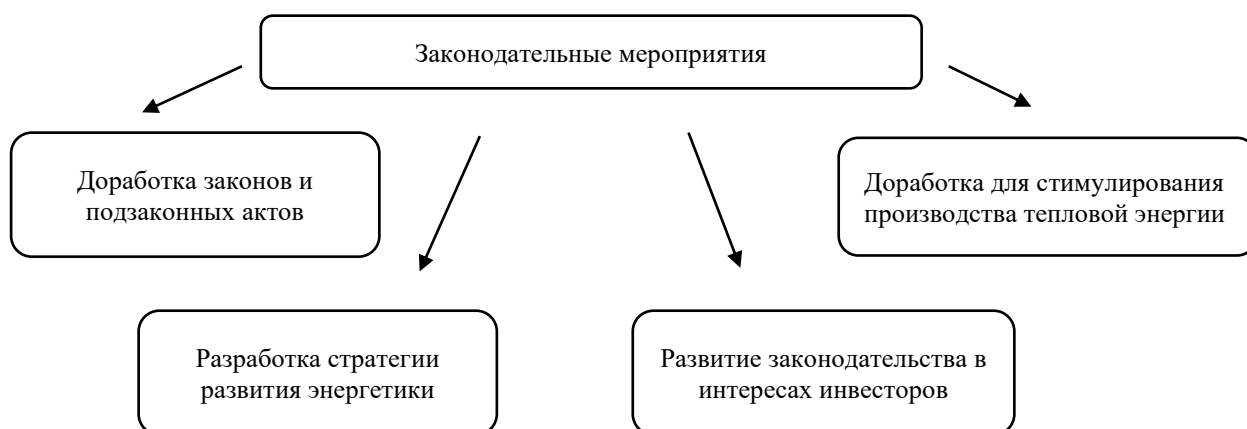 Законодательные мероприятия
Доработка законов и
подзаконных актов
Доработка для стимулирования
производства тепловой энергии
Разработка стратегии
развития энергетики
Развитие законодательства в
интересах инвесторов